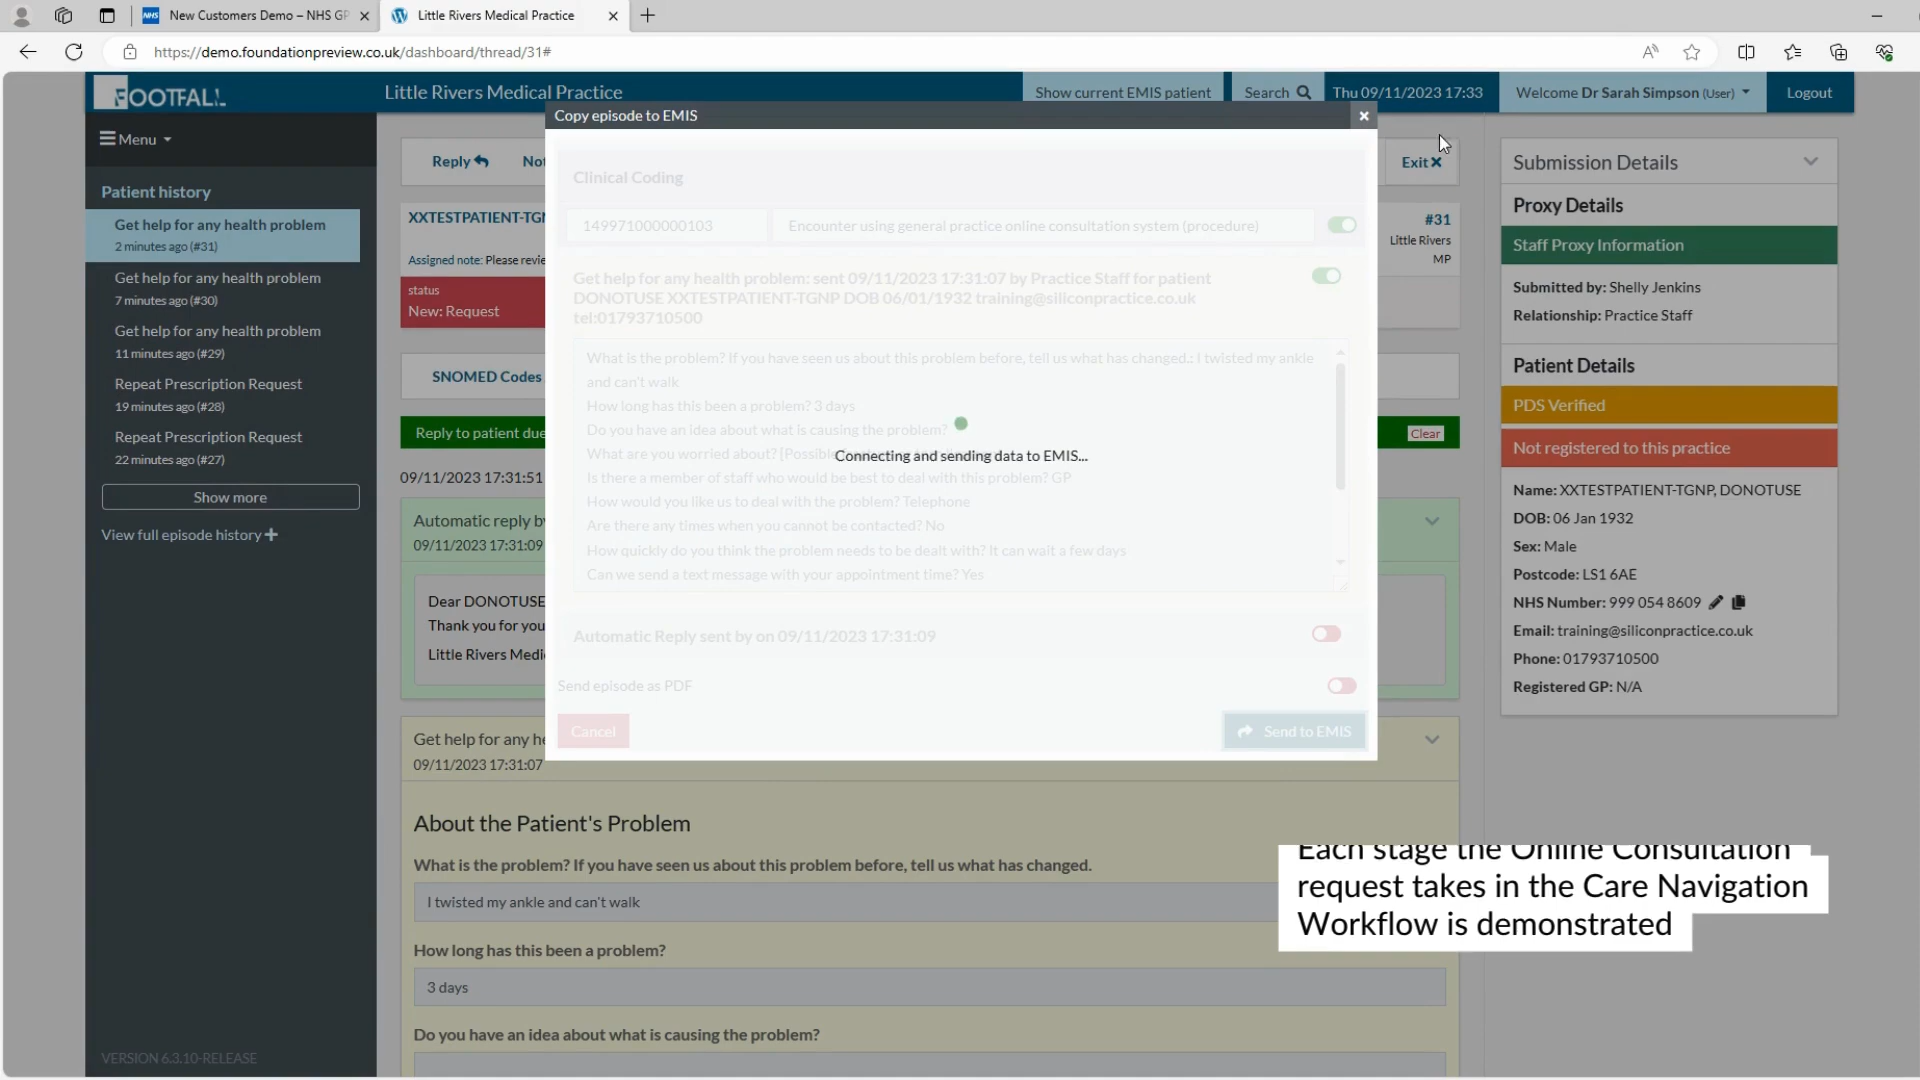 New Customers Demo – NHS GP
Little Rivers Medical Practice
https://demo.foundationpreview.co.uk/dashboard/thread/31#
FOOTFALL
Little Rivers Medical Practice
Show current EMIS patient
Search
Thu 09/11/2023 17:33
Welcome Dr Sarah Simpson (User)
Logout
Menu
Patient history
Get help for any health problem
2 minutes ago (#31)
Get help for any health problem
7 minutes ago (#30)
Get help for any health problem
11 minutes ago (#29)
Repeat Prescription Request
19 minutes ago (#28)
Repeat Prescription Request
22 minutes ago (#27)
Show more
View full episode history
VERSION 6.3.10-RELEASE
Reply
Not
Exit
XXTESTPATIENT-TGN
Assigned note: Please revie
#31
Little Rivers
MP
status
New: Request
SNOMED Codes
Reply to patient due
Clear
09/11/2023 17:31:51
Automatic reply by
09/11/2023 17:31:09
Dear DONOTUSE
Thank you for you
Little Rivers Medi
Get help for any he
09/11/2023 17:31:07
About the Patient's Problem
What is the problem? If you have seen us about this problem before, tell us what has changed.
I twisted my ankle and can't walk
How long has this been a problem?
3 days
Do you have an idea about what is causing the problem?
Copy episode to EMIS
Clinical Coding
149971000000103
Encounter using general practice online consultation system (procedure)
Get help for any health problem: sent 09/11/2023 17:31:07 by Practice Staff for patient
DONOTUSE XXTESTPATIENT-TGNP DOB 06/01/1932 training@siliconpractice.co.uk
tel:01793710500
What is the problem? If you have seen us about this problem before, tell us what has changed.: I twisted my ankle
and can't walk
How long has this been a problem? 3 days
Do you have an idea about what is causing the problem?
What are you worried about? [Possible
Connecting and sending data to EMIS...
Is there a member of staff who would be best to deal with this problem? GP
How would you like us to deal with the problem? Telephone
Are there any times when you cannot be contacted? No
How quickly do you think the problem needs to be dealt with? It can wait a few days
Can we send a text message with your appointment time? Yes
Automatic Reply sent by on 09/11/2023 17:31:09
Send episode as PDF
Cancel
Send to EMIS
Submission Details
Proxy Details
Staff Proxy Information
Submitted by: Shelly Jenkins
Relationship: Practice Staff
Patient Details
PDS Verified
Not registered to this practice
Name: XXTESTPATIENT-TGNP, DONOTUSE
DOB: 06 Jan 1932
Sex: Male
Postcode: LS1 6AE
NHS Number: 999 054 8609
Email: training@siliconpractice.co.uk
Phone: 01793710500
Registered GP: N/A
Each stage the Online Consultation
request takes in the Care Navigation
Workflow is demonstrated